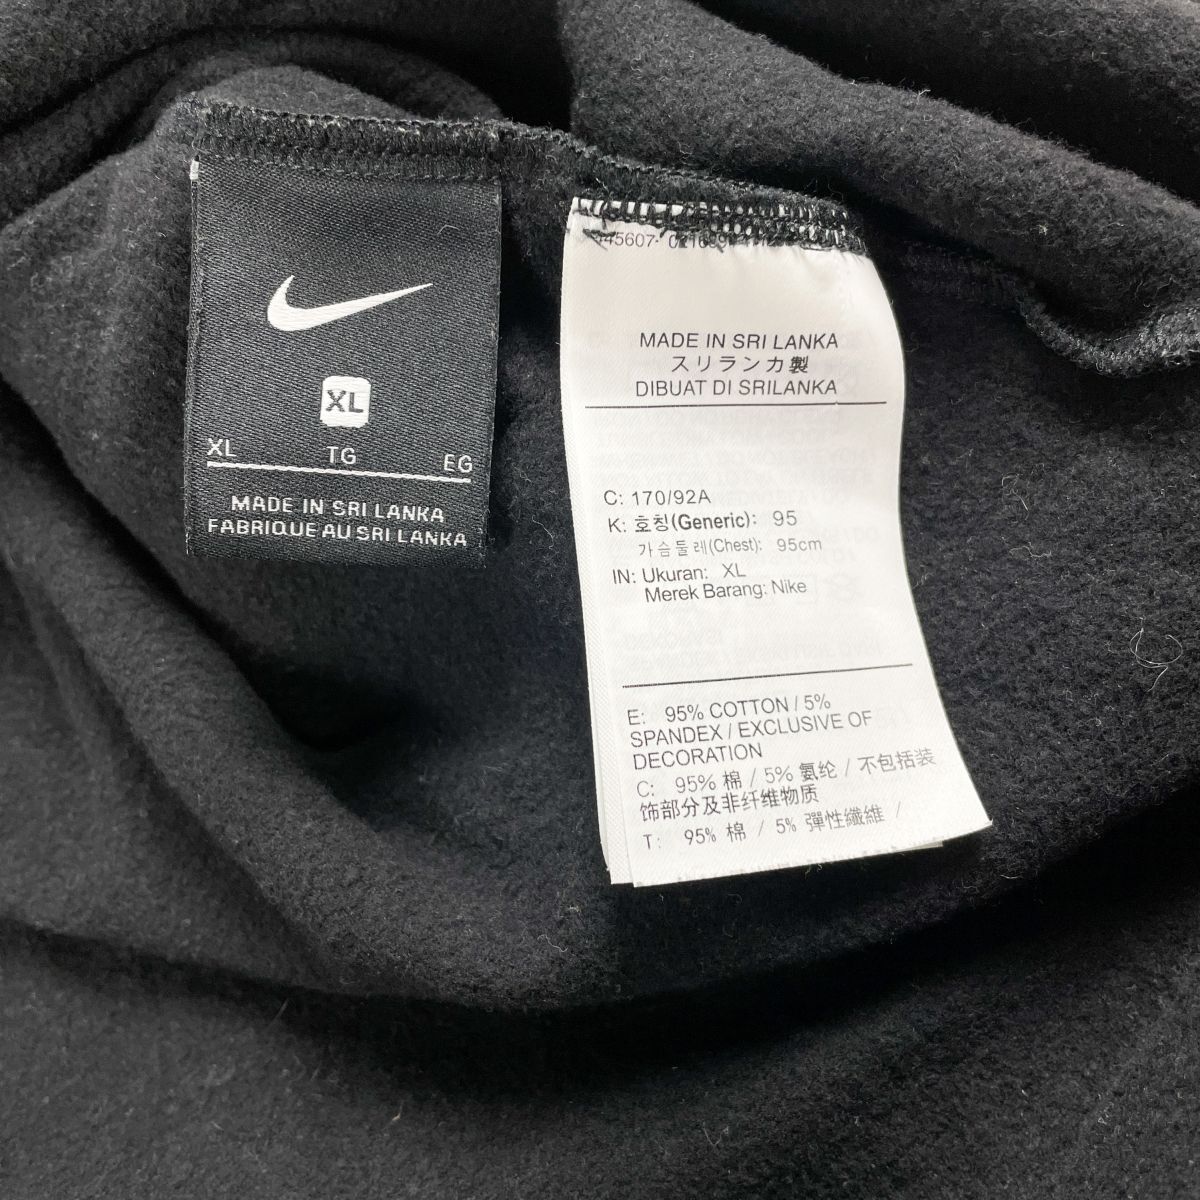 XL
XL TG EG
MADE IN SRI LANKA
FABRIQUE AU SRI LANKA
MADE IN SRI LANKA
スリランカ製
DIBUAT DI SRILANKA
C: 170/92A
K: 호칭(Generic): 95
가슴둘레(Chest): 95cm
IN: Ukuran: XL
Merek Barang: Nike
E: 95% COTTON / 5%
SPANDEX / EXCLUSIVE OF
DECORATION
C: 95% 棉 / 5% 氨纶 / 不包括装
饰部分及非纤维物质
T: 95% 棉 / 5% 彈性纖維 /